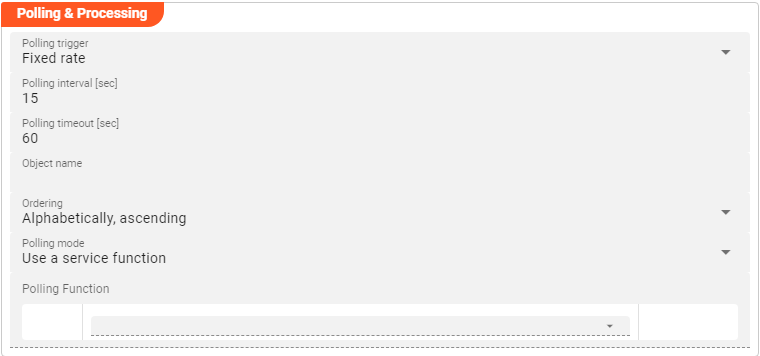 Polling & Processing
Polling trigger
Fixed rate
Polling interval [sec]
15
Polling timeout [sec]
60
Object name
Ordering
Alphabetically, ascending
Polling mode
Use a service function
Polling Function